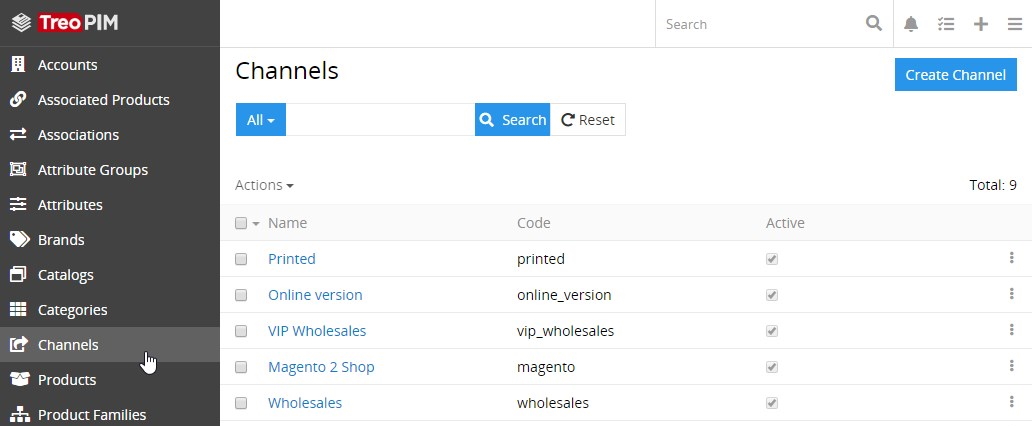 TreoPIM
Search
Accounts
Associated Products
Associations
Attribute Groups
Attributes
Brands
Catalogs
Categories
Channels
Products
Product Families
Channels
Create Channel
All
Search
Reset
Actions
Total: 9
Name Code Active
Printed printed
Online version online_version
VIP Wholesales vip_wholesales
Magento 2 Shop magento
Wholesales wholesales